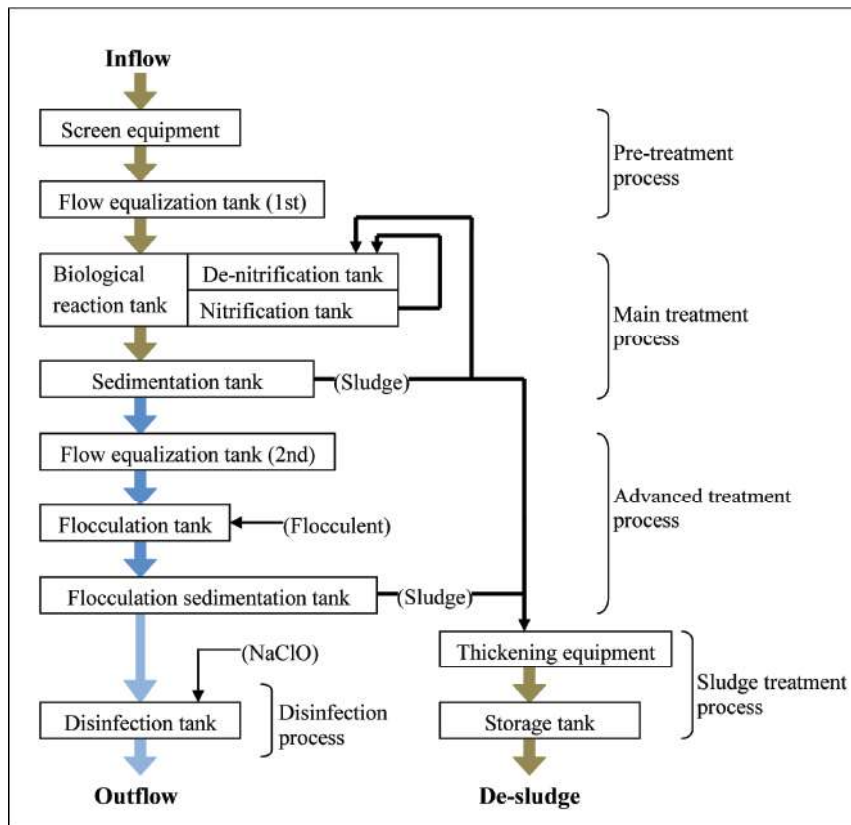 Inflow
Screen equipment
Pre-treatment
process
Flow equalization tank (1st)
Biological
reaction tank
De-nitrification tank
Nitrification tank
Main treatment
process
Sedimentation tank
(Sludge)
Flow equalization tank (2nd)
Advanced treatment
process
Flocculation tank
(Flocculent)
Flocculation sedimentation tank
(Sludge)
(NaClO)
Thickening equipment
Sludge treatment
process
Disinfection tank
Disinfection
process
Storage tank
Outflow
De-sludge